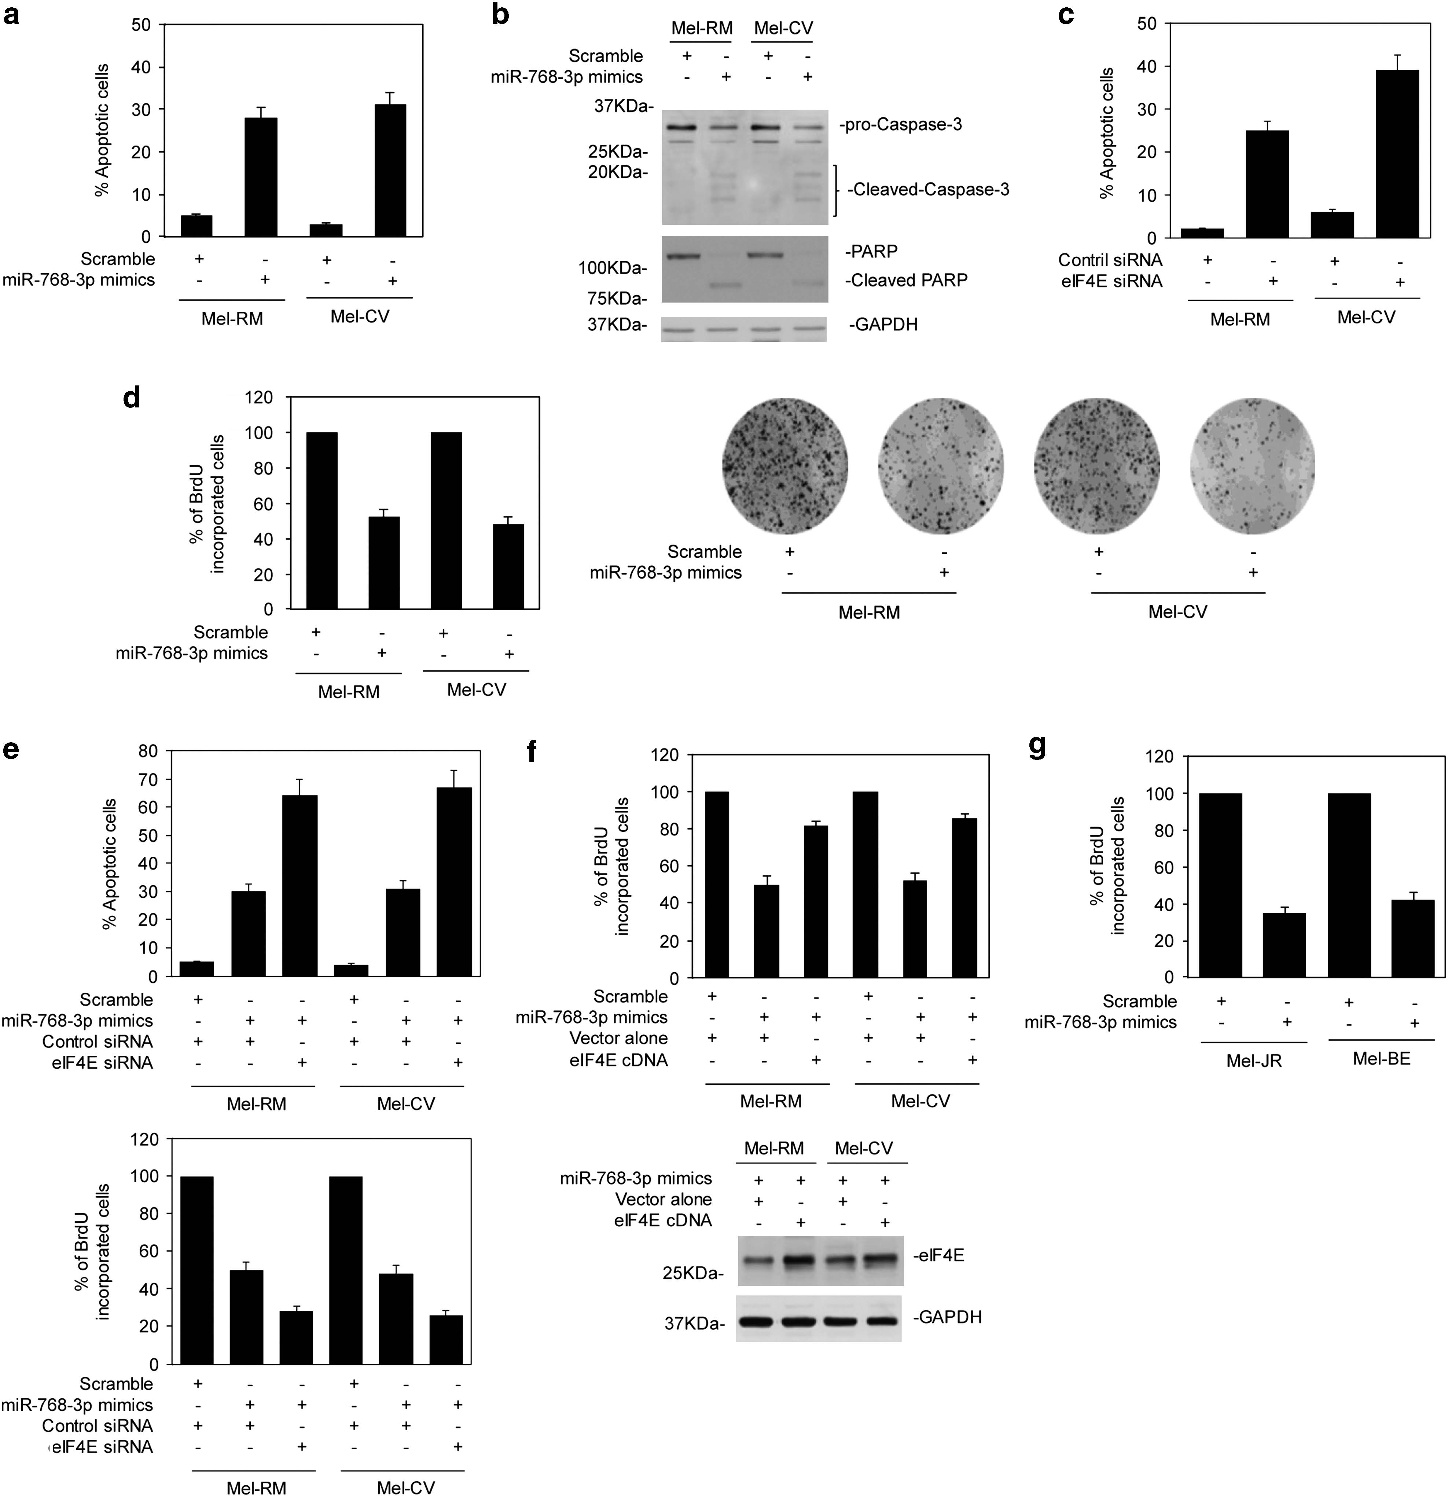 a
50
40
30
20
10
0
% Apoptotic cells
Scramble + - + -
miR-768-3p mimics - + - +
Mel-RM Mel-CV
b
Mel-RM Mel-CV
Scramble + - + -
miR-768-3p mimics - + - +
37KDa-
-pro-Caspase-3
25KDa-
20KDa-
-Cleaved-Caspase-3
-PARP
100KDa-
-Cleaved PARP
75KDa-
37KDa- -GAPDH
c
50
40
30
20
10
0
% Apoptotic cells
Contril siRNA + - + -
eIF4E siRNA - + - +
Mel-RM Mel-CV
d
120
100
80
60
40
20
0
% of BrdU
incorporated cells
Scramble + - + -
miR-768-3p mimics - + - +
Mel-RM Mel-CV
Scramble + - + -
miR-768-3p mimics - + - +
Mel-RM Mel-CV
e
80
70
60
50
40
30
20
10
0
% Apoptotic cells
Scramble + - - + - -
miR-768-3p mimics - + + - + +
Control siRNA + + - + + -
eIF4E siRNA - - + - - +
Mel-RM Mel-CV
120
100
80
60
40
20
0
% of BrdU
incorporated cells
Scramble + - - + - -
miR-768-3p mimics - + + - + +
Control siRNA + + - + + -
eIF4E siRNA - - + - - +
Mel-RM Mel-CV
f
120
100
80
60
40
20
0
% of BrdU
incorporated cells
Scramble + - - + - -
miR-768-3p mimics - + + - + +
Vector alone + + - + + -
eIF4E cDNA - - + - - +
Mel-RM Mel-CV
Mel-RM Mel-CV
miR-768-3p mimics + + + +
Vector alone + - + -
eIF4E cDNA - + - +
-eIF4E
25KDa-
37KDa- -GAPDH
g
120
100
80
60
40
20
0
% of BrdU
incorporated cells
Scramble + - + -
miR-768-3p mimics - + - +
Mel-JR Mel-BE